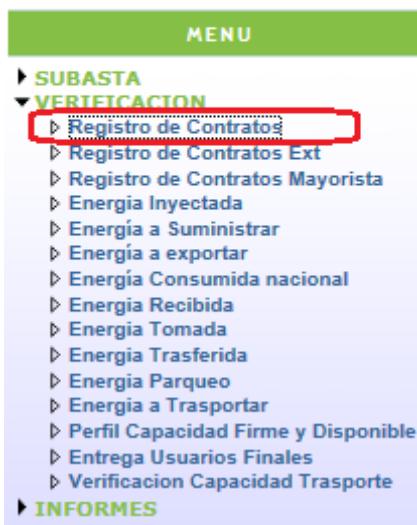 MENU
SUBASTA
VERIFICACION
Registro de Contratos
Registro de Contratos Ext
Registro de Contratos Mayorista
Energia Inyectada
Energía a Suministrar
Energía a exportar
Energía Consumida nacional
Energia Recibida
Energia Tomada
Energia Trasferida
Energia Parqueo
Energia a Trasportar
Perfil Capacidad Firme y Disponible
Entrega Usuarios Finales
Verificacion Capacidad Trasporte
INFORMES